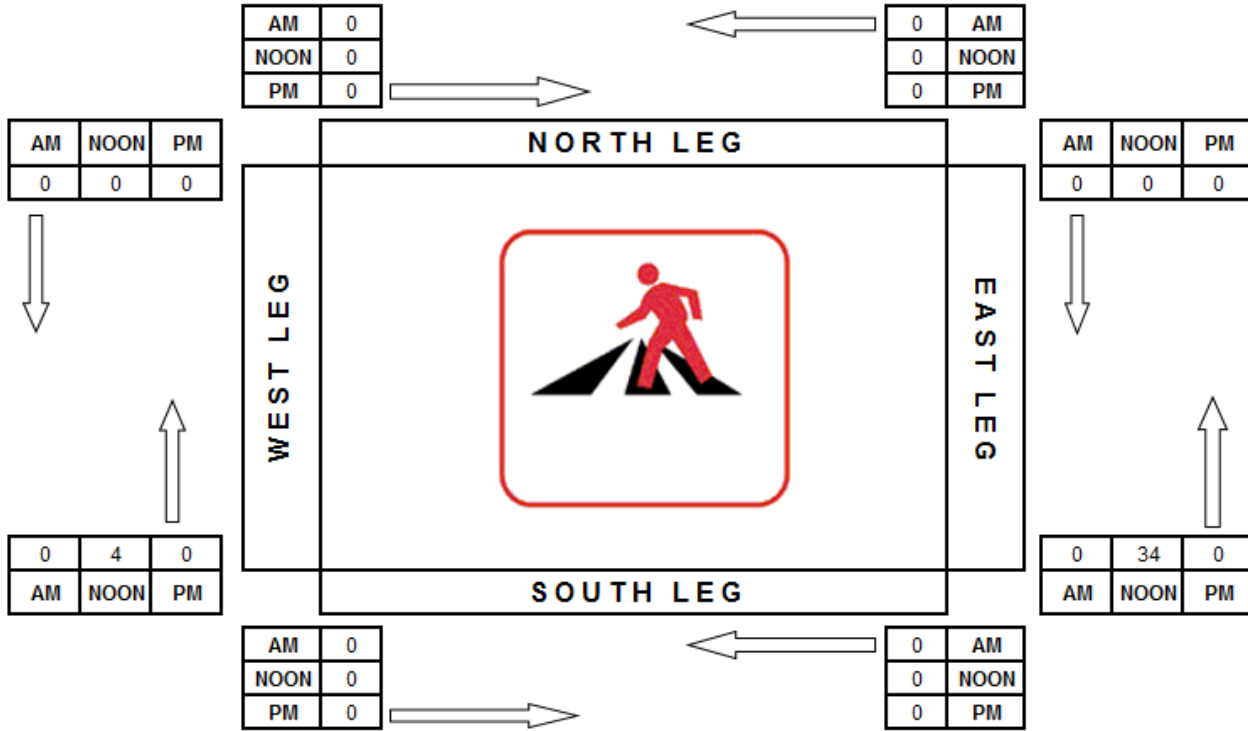 AM 0
NOON 0
PM 0
0 AM
0 NOON
0 PM
AM NOON PM
0 0 0
NORTH LEG
AM NOON PM
0 0 0
WEST LEG
EAST LEG
0 4 0
AM NOON PM
SOUTH LEG
0 34 0
AM NOON PM
AM 0
NOON 0
PM 0
0 AM
0 NOON
0 PM